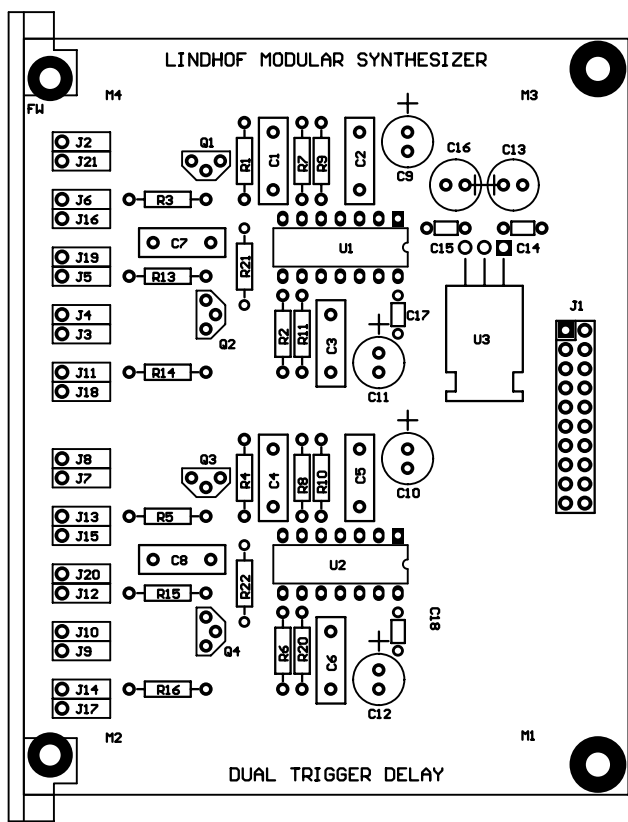 LINDHOF MODULAR SYNTHESIZER
M4
M3
FW
J2
J21
Q1
R1
C1
R7
R9
C2
C9
C16
C13
J6
J16
R3
C7
R21
U1
C15
C14
J19
J5
R13
J4
J3
Q2
R2
R11
C3
C17
C11
U3
J1
J11
J18
R14
J8
J7
Q3
R4
C4
R8
R10
C5
C10
J13
J15
R5
C8
R22
U2
J20
J12
R15
J10
J9
Q4
R6
R20
C6
C18
C12
J14
J17
R16
M2
M1
DUAL TRIGGER DELAY